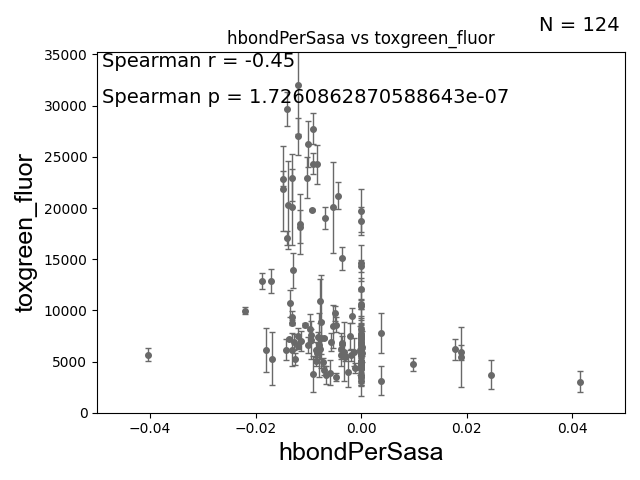 N = 124
hbondPerSasa vs toxgreen_fluor
Spearman r = -0.45
Spearman p = 1.7260862870588643e-07
35000
30000
25000
20000
15000
10000
5000
0
toxgreen_fluor
−0.04 −0.02 0.00 0.02 0.04
hbondPerSasa